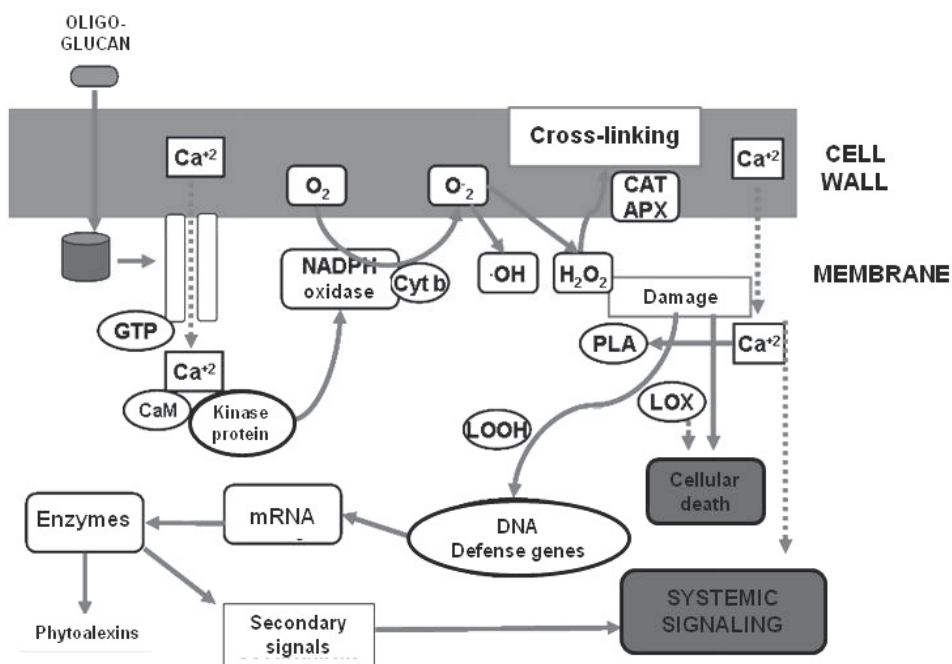 OLIGO-
GLUCAN
Ca+2
O2
O-2
Cross-linking
CAT
APX
Ca+2
CELL
WALL
NADPH
oxidase
Cyt b
·OH
H2O2
Damage
MEMBRANE
GTP
Ca+2
CaM
Kinase
protein
PLA
Ca+2
LOX
LOOH
Cellular
death
Enzymes
mRNA
DNA
Defense genes
Phytoalexins
Secondary
signals
SYSTEMIC
SIGNALING